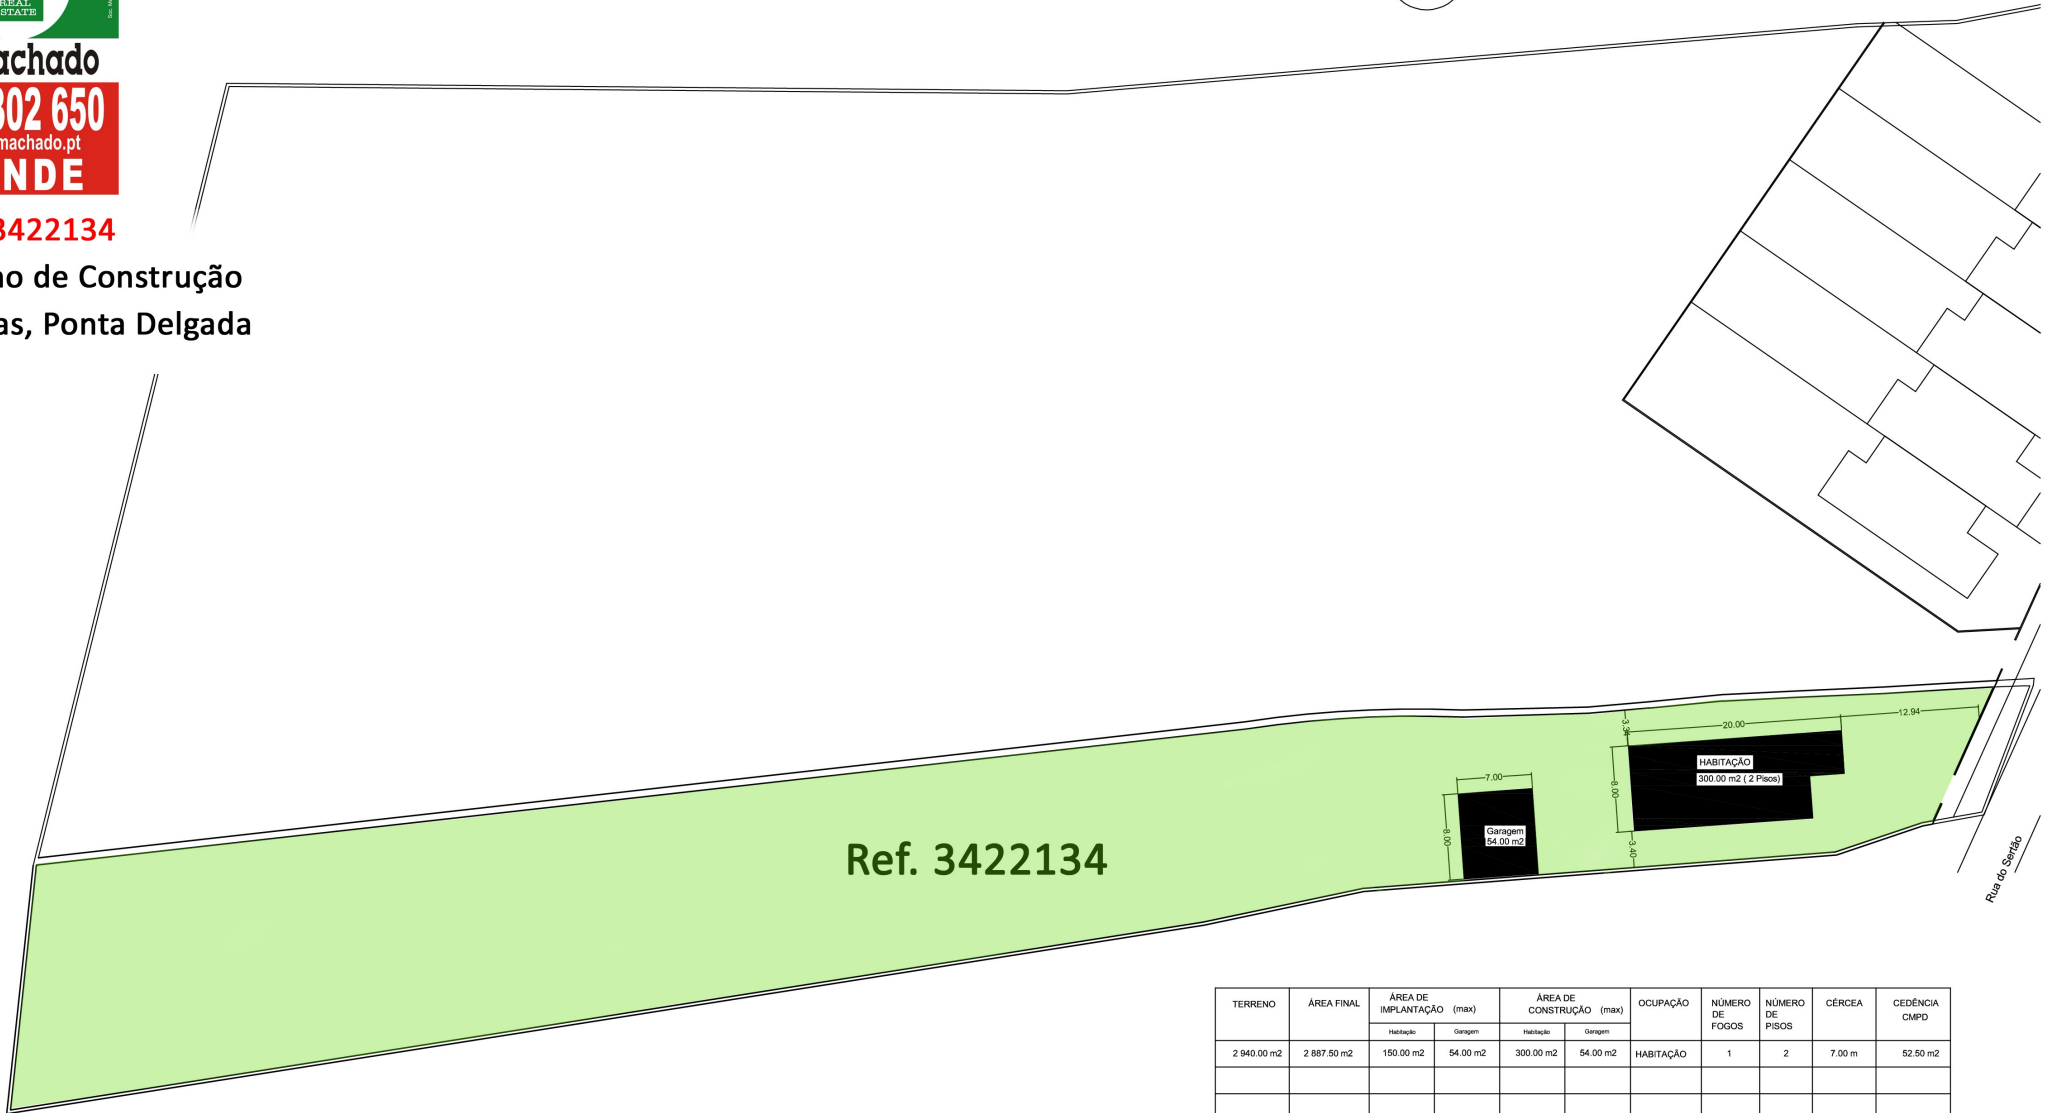 REAL
ESTATE
achado
302 650
machado.pt
NDE
3422134
no de Construção
as, Ponta Delgada
12.94
20.00
3.34
HABITAÇÃO
300.00 m2 ( 2 Pisos)
8.00
7.00
Garagem
54.00 m2
8.00
3.40
Ref. 3422134
Rua do Sertão
TERRENO
ÁREA FINAL
ÁREA DE
IMPLANTAÇÃO (max)
ÁREA DE
CONSTRUÇÃO (max)
OCUPAÇÃO
NÚMERO
DE
FOGOS
NÚMERO
DE
PISOS
CÉRCEA
CEDÊNCIA
CMPD
Habitação
Garagem
Habitação
Garagem
2 940.00 m2
2 887.50 m2
150.00 m2
54.00 m2
300.00 m2
54.00 m2
HABITAÇÃO
1
2
7.00 m
52.50 m2